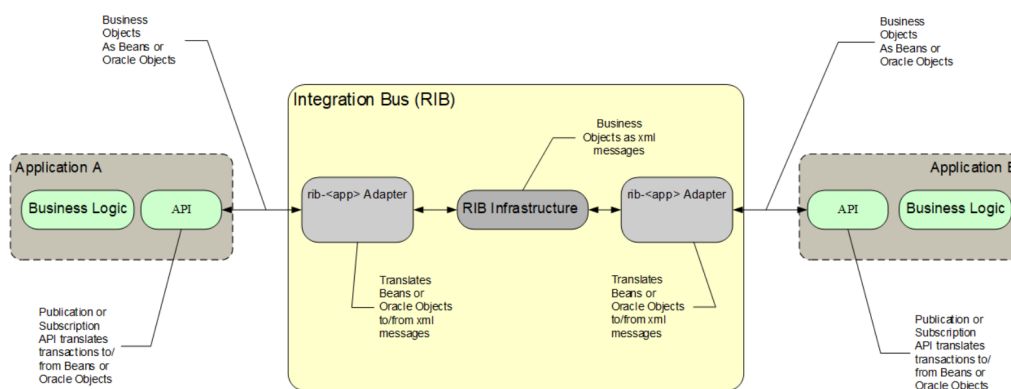 Business
Objects
As Beans or
Oracle Objects
Business
Objects
As Beans or
Oracle Objects
Integration Bus (RIB)
Business
Objects as xml
messages
Application A
Business Logic
API
rib-<app> Adapter
RIB Infrastructure
rib-<app> Adapter
Application
API
Business Logic
Translates
Beans or
Oracle Objects
to/from xml
messages
Translates
Beans or
Oracle Objects
to/from xml
messages
Publication or
Subscription
API translates
transactions to/
from Beans or
Oracle Objects
Publication or
Subscription
API translates
transactions to/
from Beans or
Oracle Objects